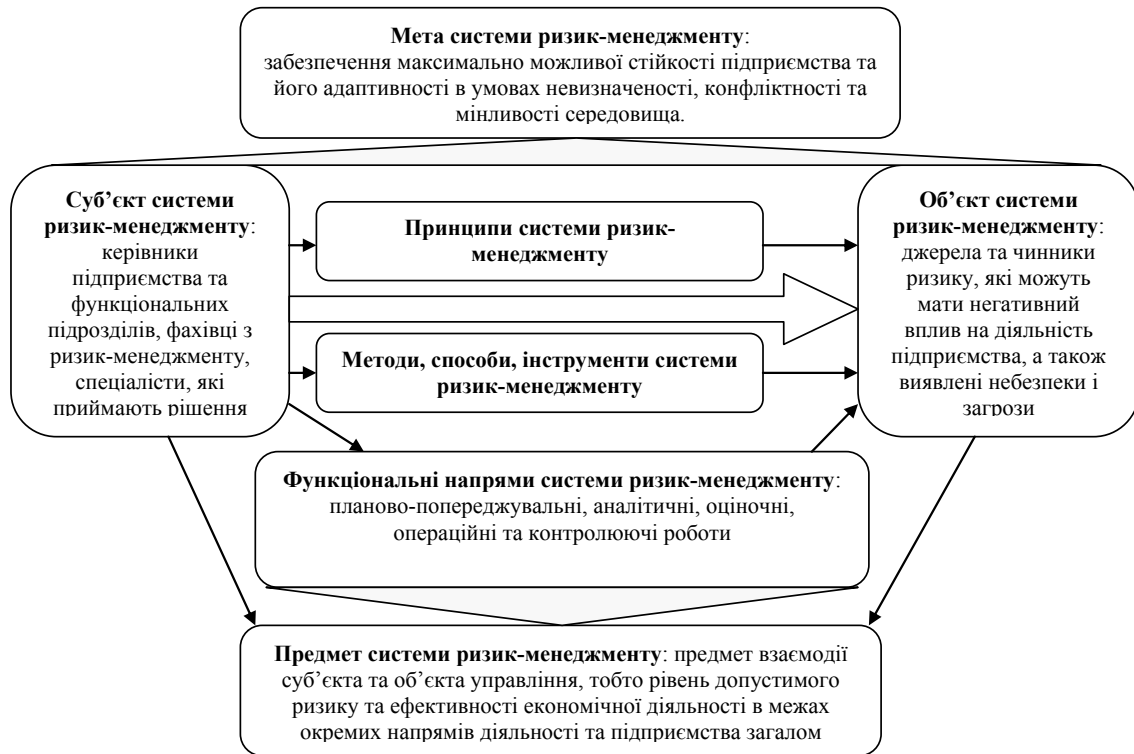 Мета системи ризик-менеджменту:
забезпечення максимально можливої стійкості підприємства та
його адаптивності в умовах невизначеності, конфліктності та
мінливості середовища.
Суб’єкт системи
ризик-менеджменту:
керівники
підприємства та
функціональних
підрозділів, фахівці з
ризик-менеджменту,
спеціалісти, які
приймають рішення
Принципи системи ризик-
менеджменту
Методи, способи, інструменти системи
ризик-менеджменту
Об’єкт системи
ризик-менеджменту:
джерела та чинники
ризику, які можуть
мати негативний
вплив на діяльність
підприємства, а також
виявлені небезпеки і
загрози
Функціональні напрями системи ризик-менеджменту:
планово-попереджувальні, аналітичні, оціночні,
операційні та контролюючі роботи
Предмет системи ризик-менеджменту: предмет взаємодії
суб’єкта та об’єкта управління, тобто рівень допустимого
ризику та ефективності економічної діяльності в межах
окремих напрямів діяльності та підприємства загалом